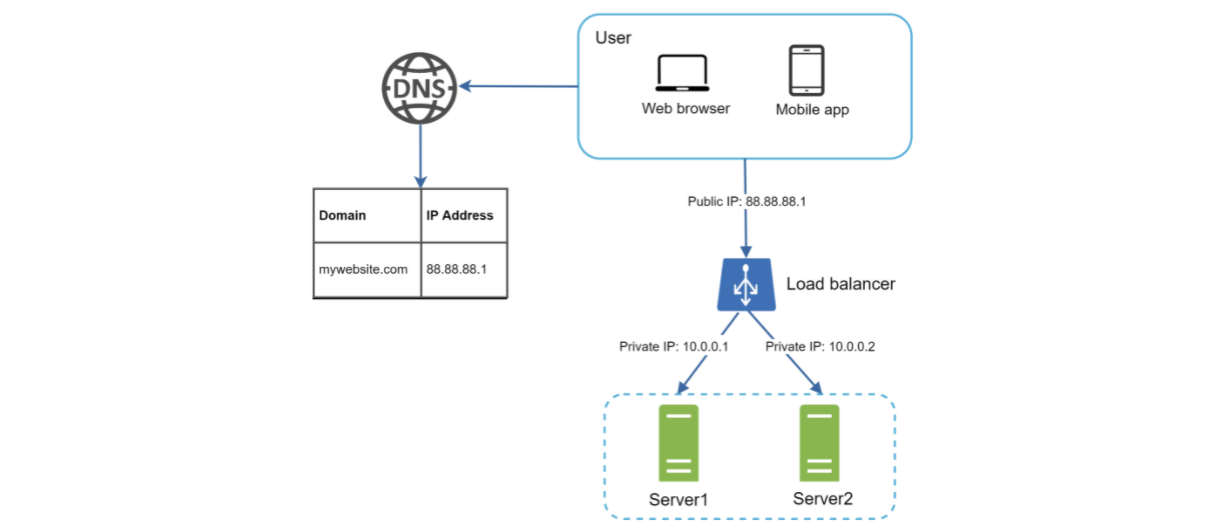 User
DNS
Web browser
Mobile app
Domain
IP Address
mywebsite.com
88.88.88.1
Public IP: 88.88.88.1
Load balancer
Private IP: 10.0.0.1
Private IP: 10.0.0.2
Server1
Server2